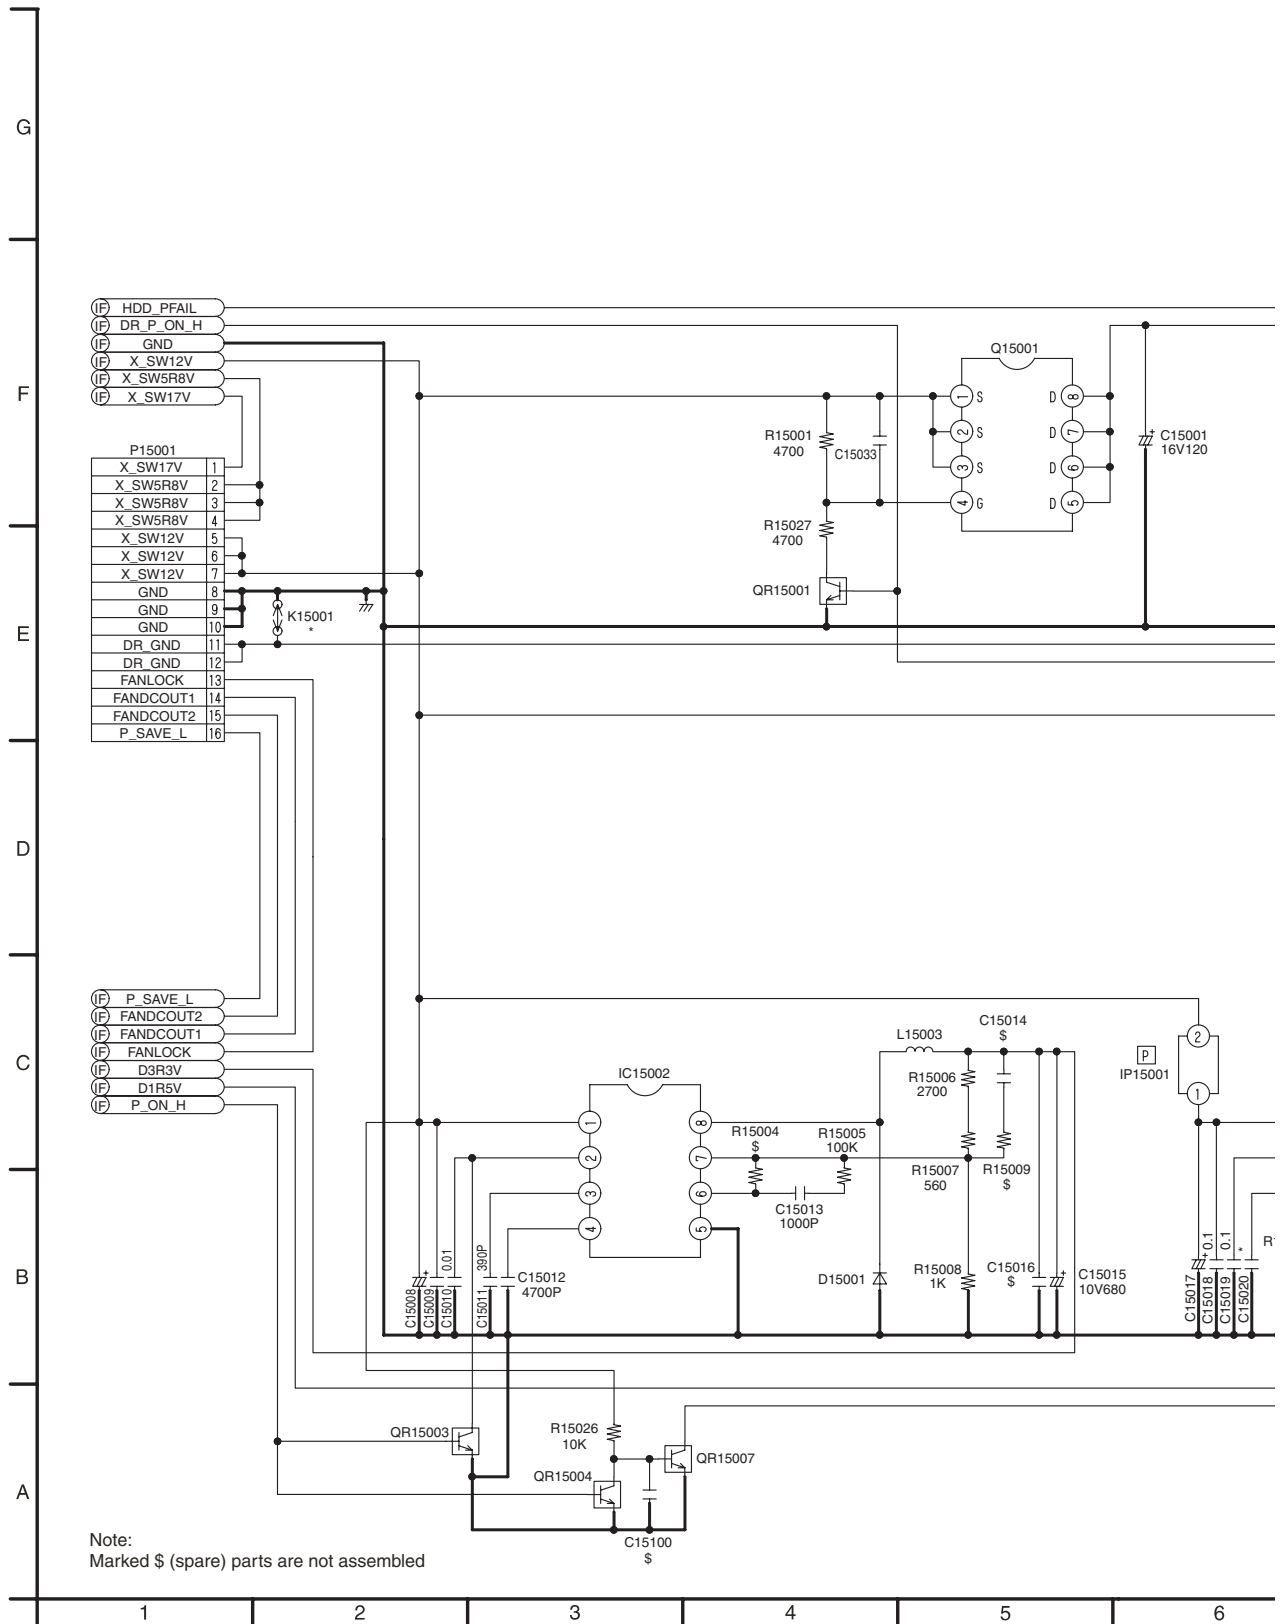 G
IF HDD_PFAIL
IF DR_P_ON_H
IF GND
IF X_SW12V
IF X_SW5R8V
IF X_SW17V
F
P15001
X_SW17V 1
X_SW5R8V 2
X_SW5R8V 3
X_SW5R8V 4
X_SW12V 5
X_SW12V 6
X_SW12V 7
GND 8
GND 9
GND 10
DR_GND 11
DR_GND 12
FANLOCK 13
FANDCOUT1 14
FANDCOUT2 15
P_SAVE_L 16
K15001
*
E
R15001
4700
C15033
R15027
4700
QR15001
Q15001
1 S D 8
2 S D 7
3 S D 6
4 G D 5
+
C15001
16V120
D
IF P_SAVE_L
IF FANDCOUT2
IF FANDCOUT1
IF FANLOCK
IF D3R3V
IF D1R5V
IF P_ON_H
C
IC15002
1 8
2 7
3 6
4 5
R15004
$
R15005
100K
C15013
1000P
L15003
R15006
2700
C15014
$
R15007
560
R15009
$
P
IP15001
2
1
B
C15008
+
C15009
C15010
0.01
C15011
390P
C15012
4700P
D15001
R15008
1K
C15016
$
+
C15015
10V680
C15017
+
C15018
0.1
C15019
0.1
C15020
*
R1
QR15003
R15026
10K
QR15004
QR15007
C15100
$
A
Note:
Marked $ (spare) parts are not assembled
1 2 3 4 5 6